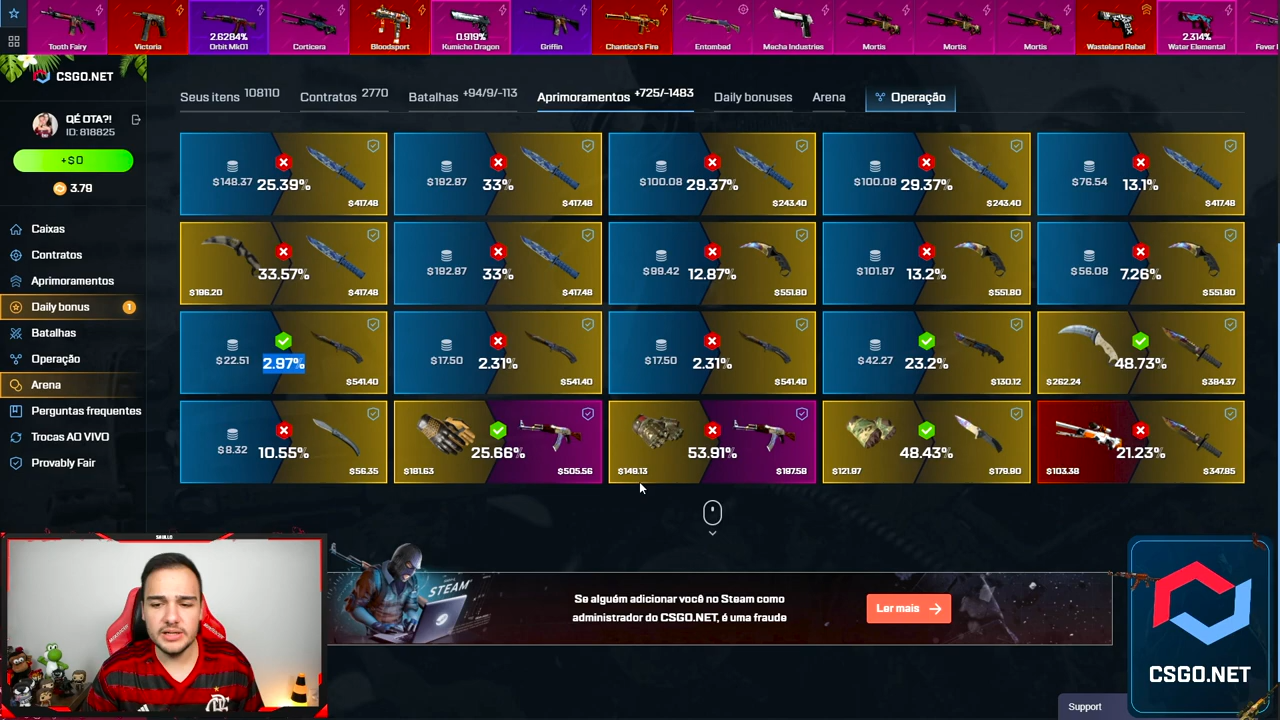 Tooth Fairy
Victoria
2.6284%
Orbit Mk01
Corticera
Bloodsport
0.919%
Kumicho Dragon
Griffin
Chantico's Fire
Entombed
Mecha Industries
Mortis
Mortis
Mortis
Wasteland Rebel
2.314%
Water Elemental
CSGO.NET
QÉ OTA?!
ID: 818825
+$0
3.79
Caixas
Contratos
Aprimoramentos
Daily bonus 1
Batalhas
Operação
Arena
Perguntas frequentes
Trocas AO VIVO
Provably Fair
Seus itens 108110
Contratos 2770
Batalhas +94/9/-113
Aprimoramentos +725/-1483
Daily bonuses
Arena
Operação
$148.37 25.39% $417.48
$192.87 33% $417.48
$100.08 29.37% $243.40
$100.08 29.37% $243.40
$76.54 13.1% $417.48
$196.20 33.57% $417.48
$192.87 33% $417.48
$99.42 12.87% $551.80
$101.97 13.2% $551.80
$56.08 7.26% $551.80
$22.51 2.97% $541.40
$17.50 2.31% $541.40
$17.50 2.31% $541.40
$42.27 23.2% $130.12
$262.24 48.73% $384.37
$8.32 10.55% $56.35
$181.63 25.66% $505.56
$149.13 53.91% $197.58
$121.97 48.43% $179.90
$103.38 21.23% $347.85
STEAM
Se alguém adicionar você no Steam como
administrador do CSGO.NET, é uma fraude
Ler mais
CSGO.NET
Support